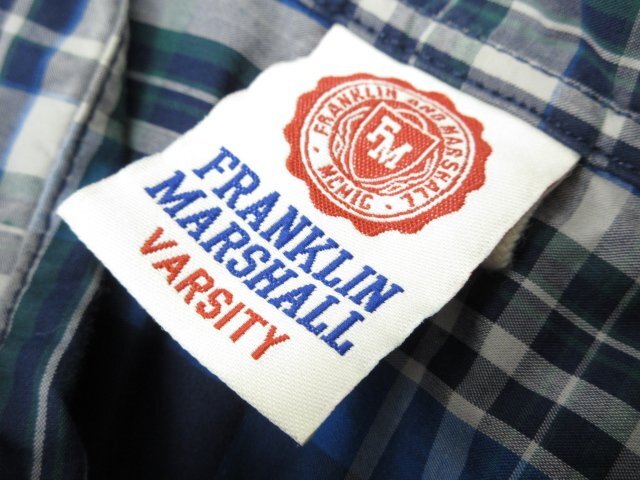 FRANKLIN AND MARSHALL
FM
MCMIC
FRANKLIN
MARSHALL
VARSITY